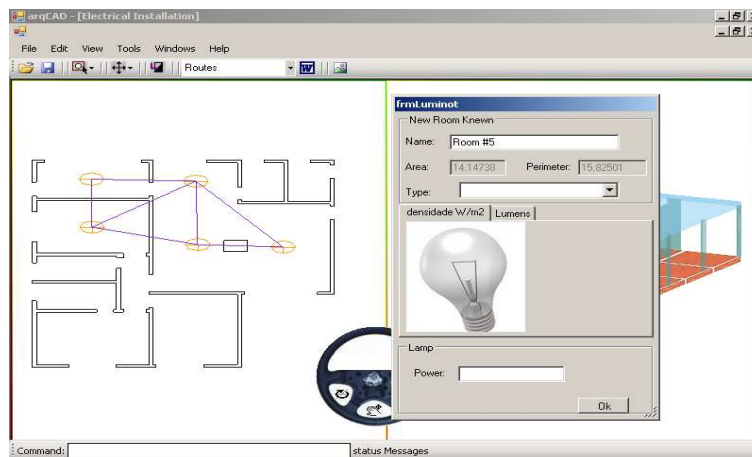 arqCAD - [Electrical Installation]
File Edit View Tools Windows Help
Routes
frmLuminot
New Room Knewn
Name: Room #5
Area: 14,14738 Perimeter: 15,82501
Type:
densidade W/m2 Lumens
Lamp
Power:
Ok
Command: status Messages